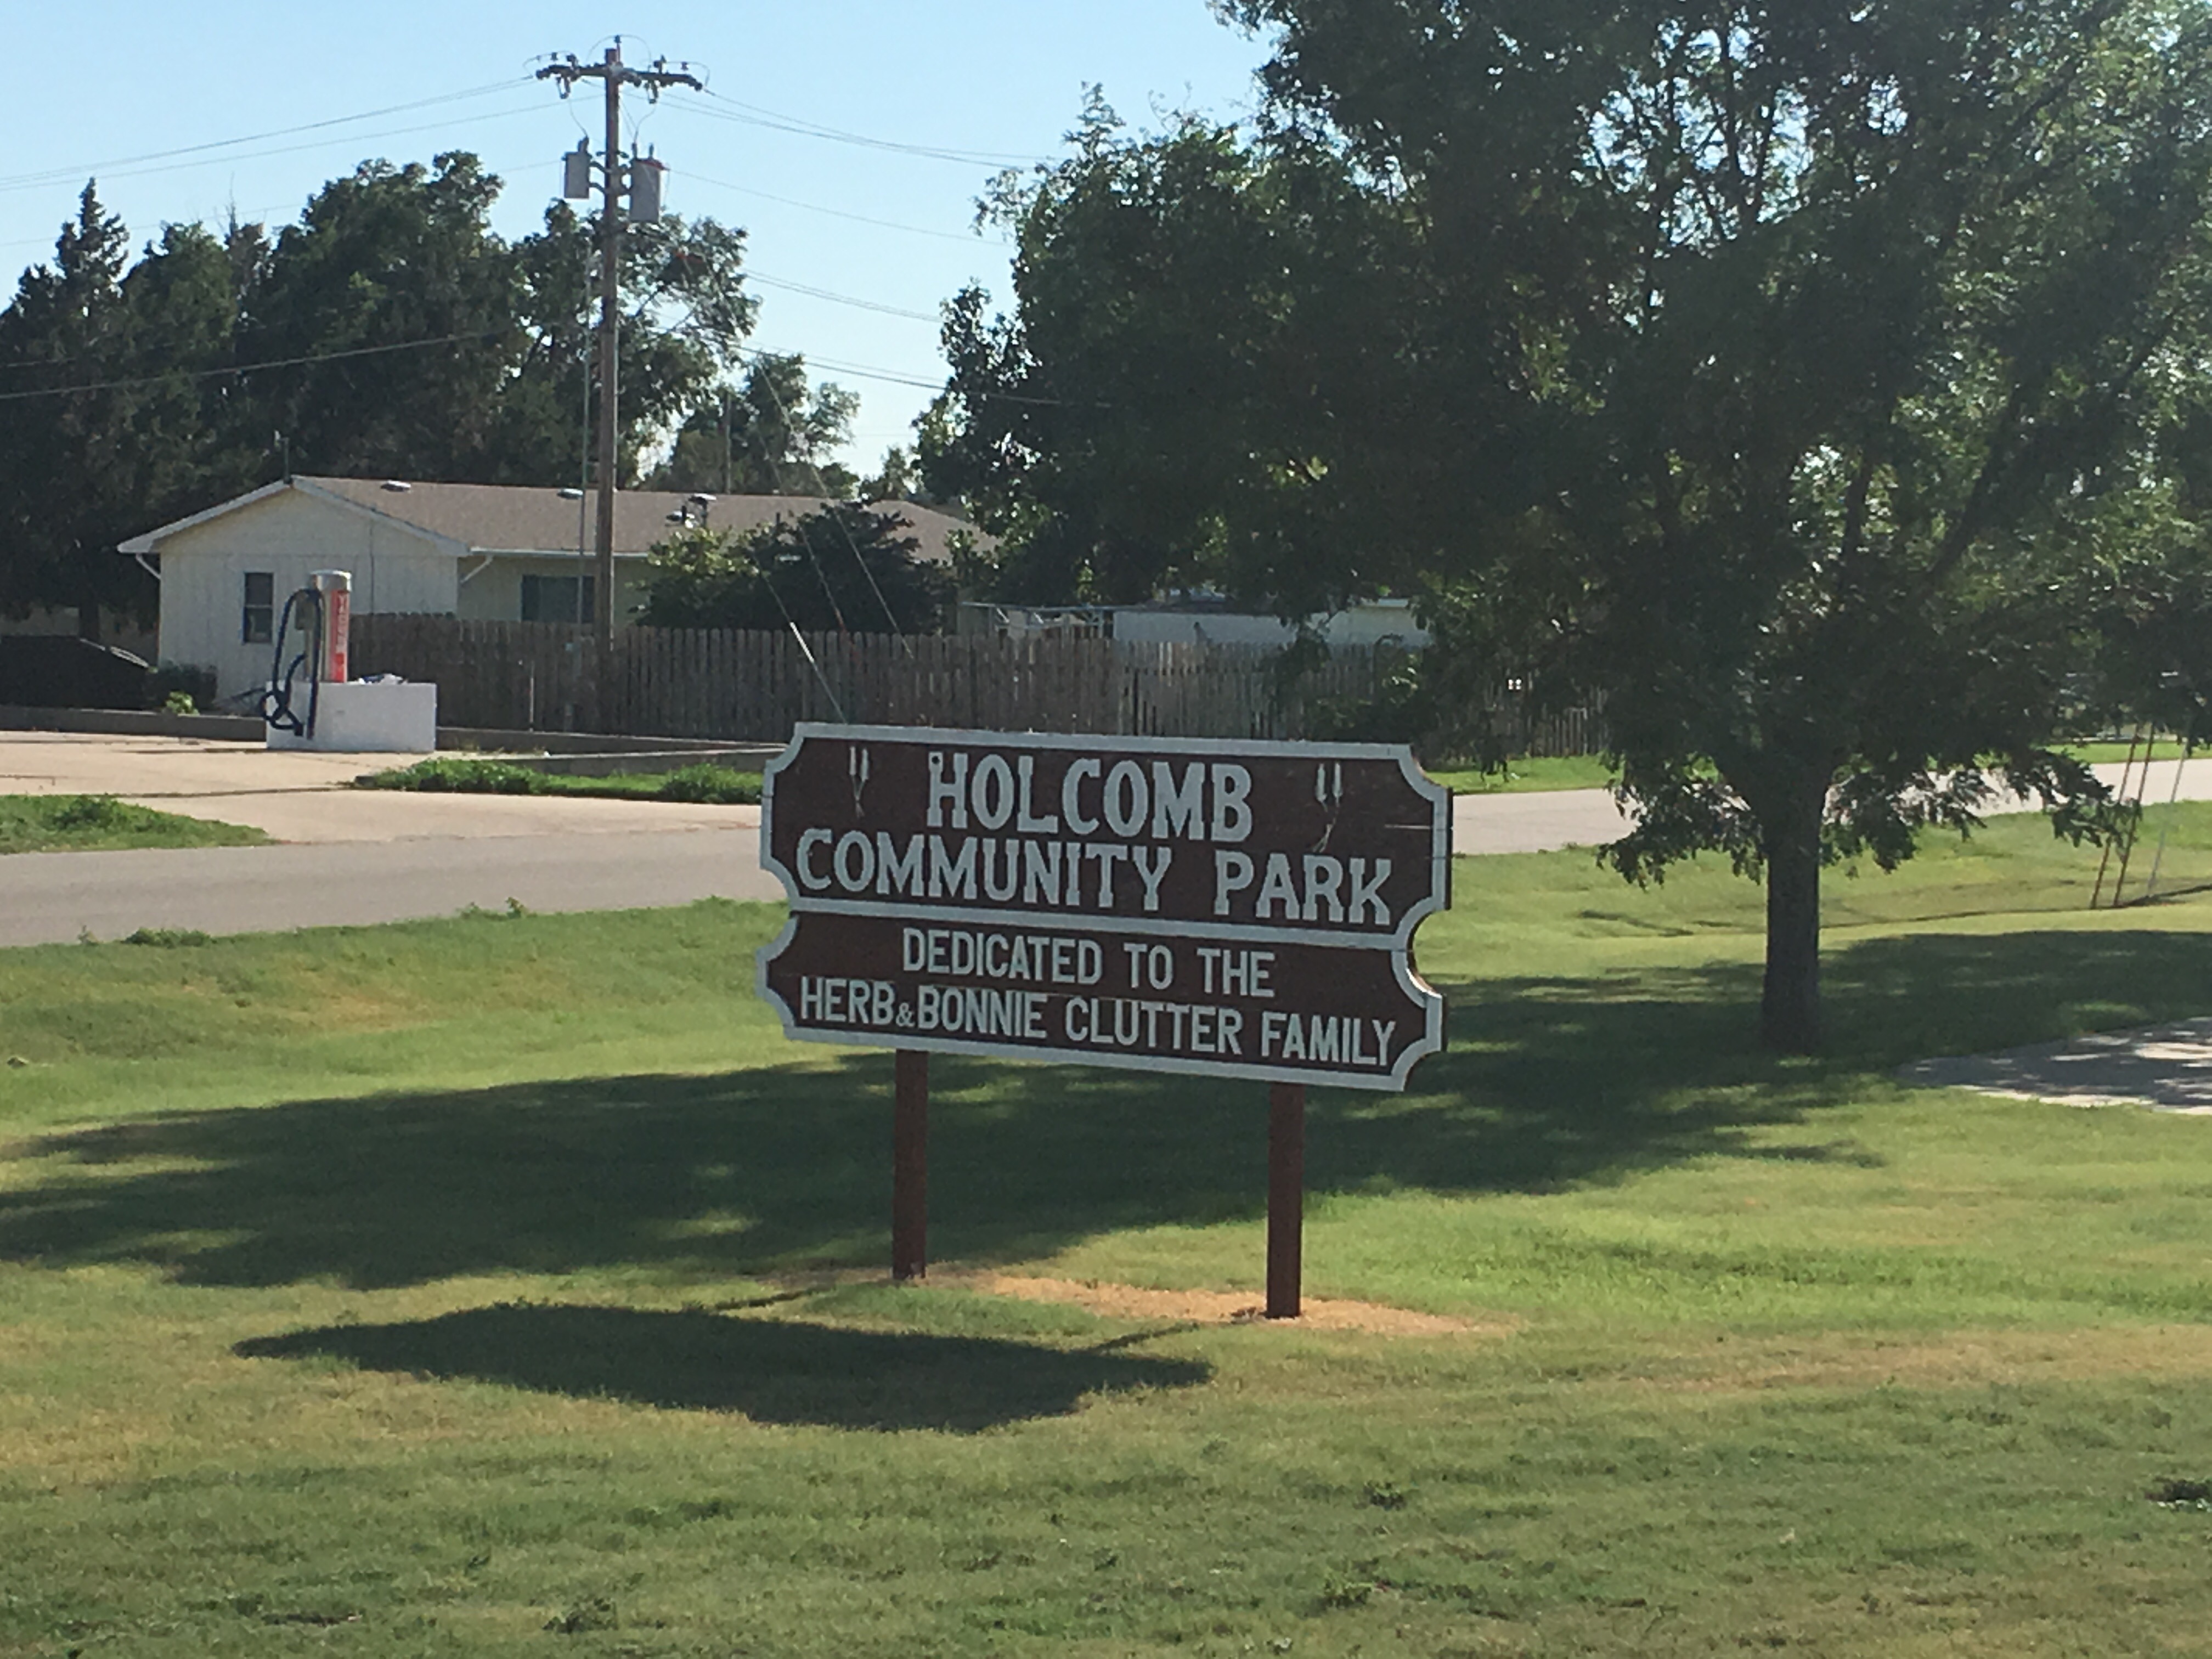 HOLCOMB
COMMUNITY PARK
DEDICATED TO THE
HERB & BONNIE CLUTTER FAMILY